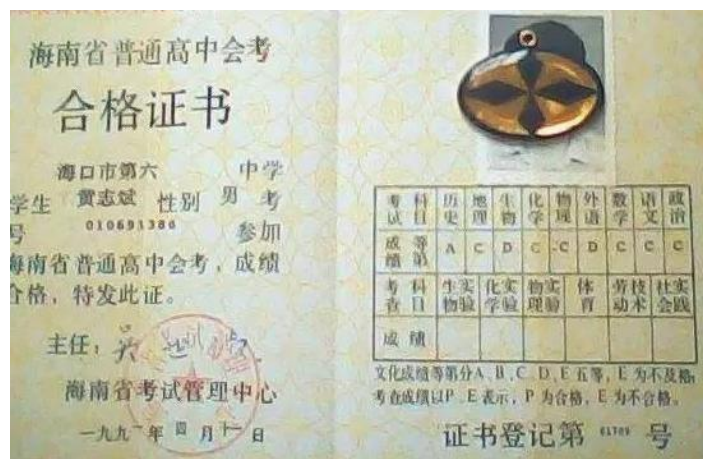 海南省普通高中会考
合格证书
海口市第六 中学
学生 黄志斌 性别 男 考
号 010691386 参加
海南省普通高中会考，成绩
合格，特发此证。
主任：吴
海南省考试管理中心
一九九 年 四 月十一日
考试科目 历史 地理 生物 化学 物理 外语 数学 语文 政治
成绩等第 A C D C C D C C C
考查科目 生物实验 化学实验 物理实验 体育 劳动技术 社会实践
成绩
文化成绩等第分A、B、C、D、E五等，E为不及格；
考查成绩以P、E表示，P为合格，E为不合格。
证书登记第 号